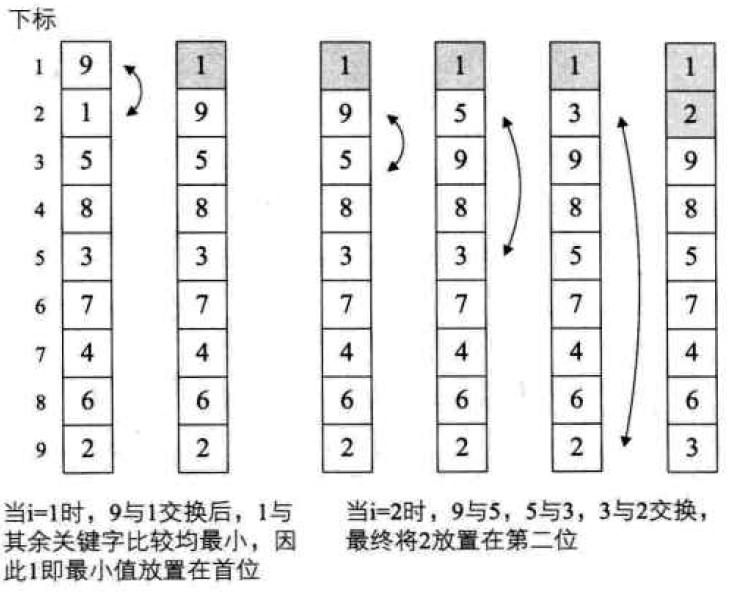 下标
1 9 1 1 1 1 1
2 1 9 9 5 3 2
3 5 5 5 9 9 9
4 8 8 8 8 8 8
5 3 3 3 3 5 5
6 7 7 7 7 7 7
7 4 4 4 4 4 4
8 6 6 6 6 6 6
9 2 2 2 2 2 3
当i=1时，9与1交换后，1与
其余关键字比较均最小，因
此1即最小值放置在首位
当i=2时，9与5，5与3，3与2交换，
最终将2放置在第二位